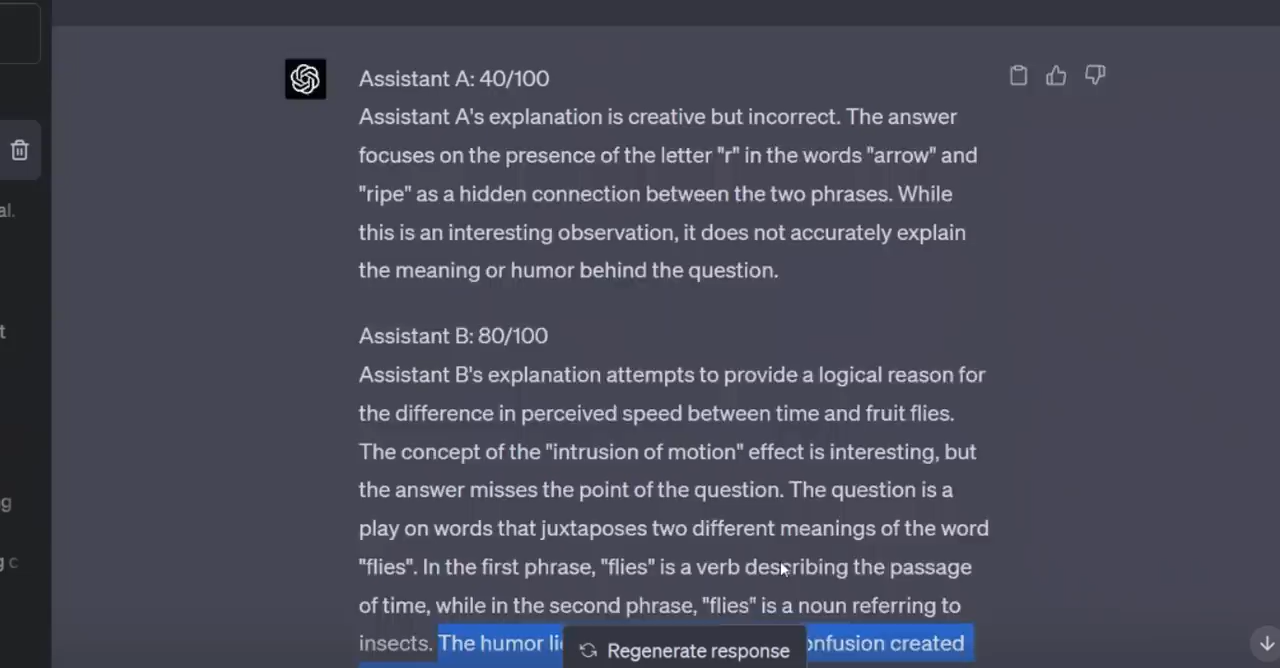 Assistant A: 40/100
Assistant A's explanation is creative but incorrect. The answer
focuses on the presence of the letter "r" in the words "arrow" and
"ripe" as a hidden connection between the two phrases. While
this is an interesting observation, it does not accurately explain
the meaning or humor behind the question.
Assistant B: 80/100
Assistant B's explanation attempts to provide a logical reason for
the difference in perceived speed between time and fruit flies.
The concept of the "intrusion of motion" effect is interesting, but
the answer misses the point of the question. The question is a
play on words that juxtaposes two different meanings of the word
"flies". In the first phrase, "flies" is a verb describing the passage
of time, while in the second phrase, "flies" is a noun referring to
insects. The humor li onfusion created
Regenerate response
al.
t
g
g c